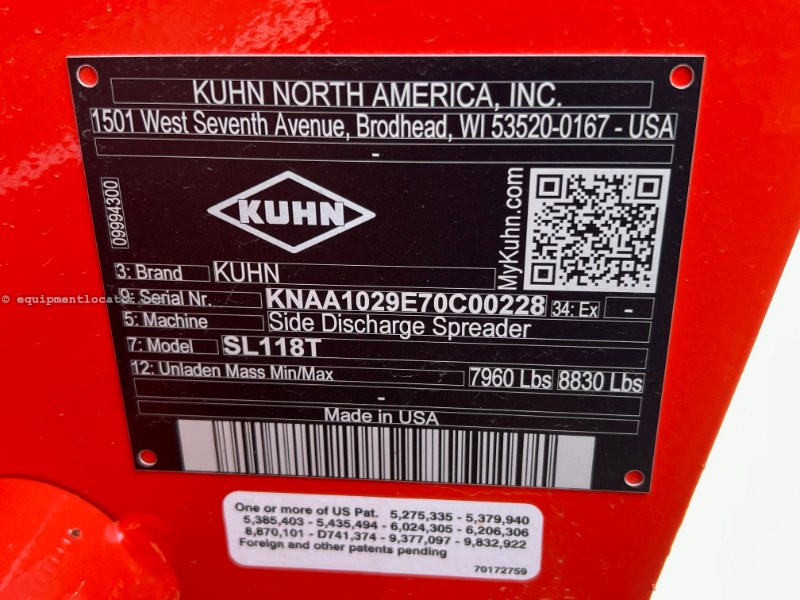 KUHN NORTH AMERICA, INC.
1501 West Seventh Avenue, Brodhead, WI 53520-0167 - USA
-
09994300
KUHN
MyKuhn.com
3: Brand KUHN
9: Serial Nr. KNAA1029E70C00228 34: Ex -
5: Machine Side Discharge Spreader
7: Model SL118T
12: Unladen Mass Min/Max 7960 Lbs 8830 Lbs
-
Made in USA
One or more of US Pat. 5,275,335 - 5,379,940
5,385,403 - 5,435,494 - 6,024,305 - 6,206,306
8,870,101 - D741,374 - 9,377,097 - 9,832,922
Foreign and other patents pending
70172759